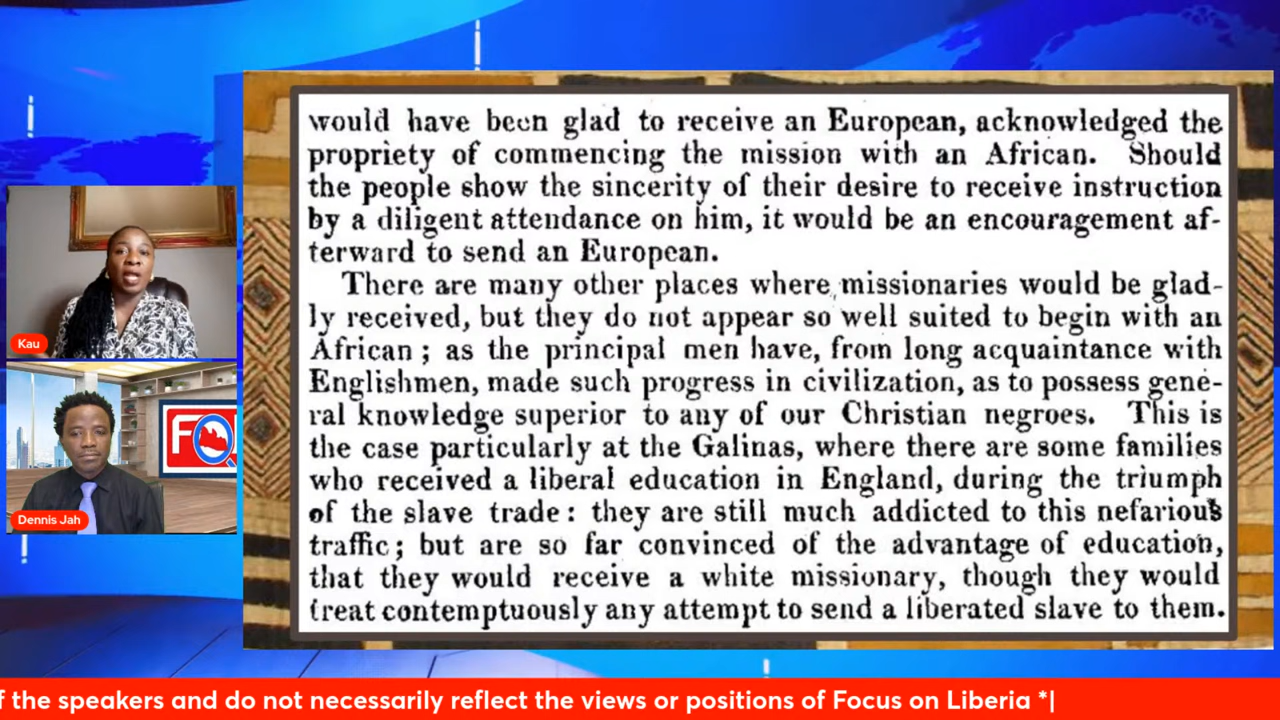 would have been glad to receive an European, acknowledged the
propriety of commencing the mission with an African. Should
the people show the sincerity of their desire to receive instruction
by a diligent attendance on him, it would be an encouragement af-
terward to send an European.
There are many other places where missionaries would be glad-
ly received, but they do not appear so well suited to begin with an
African; as the principal men have, from long acquaintance with
Englishmen, made such progress in civilization, as to possess gene-
ral knowledge superior to any of our Christian negroes. This is
the case particularly at the Galinas, where there are some families
who received a liberal education in England, during the triumph
of the slave trade: they are still much addicted to this nefarious
traffic; but are so far convinced of the advantage of education,
that they would receive a white missionary, though they would
treat contemptuously any attempt to send a liberated slave to them.
Kau
Dennis Jah
f the speakers and do not necessarily reflect the views or positions of Focus on Liberia *|